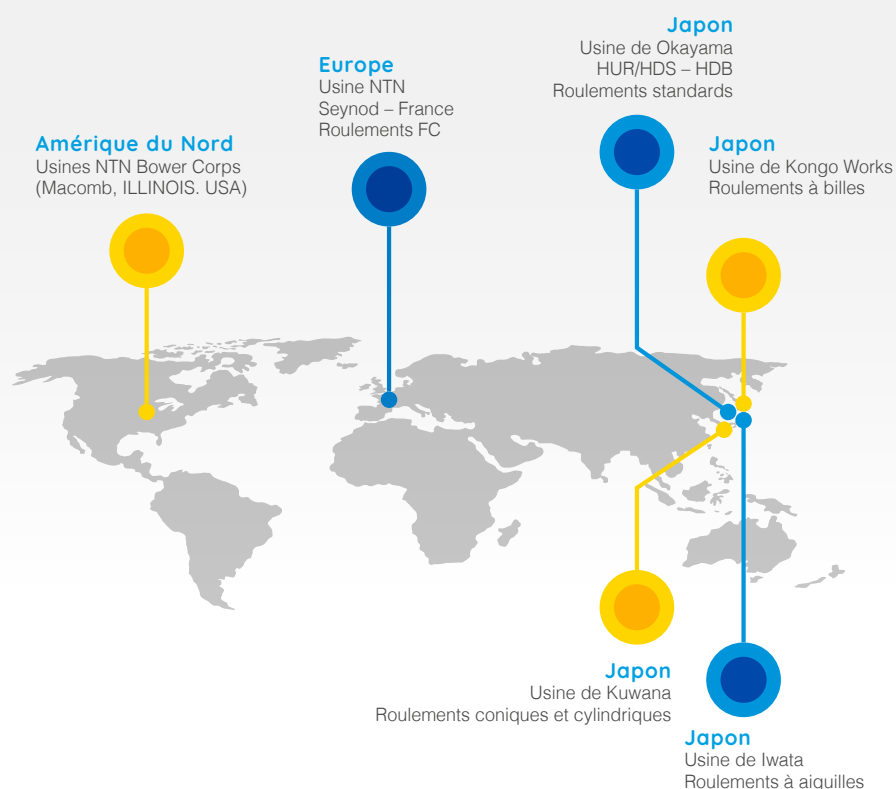 Japon
Usine de Okayama
HUR/HDS – HDB
Roulements standards
Europe
Usine NTN
Seynod – France
Roulements FC
Amérique du Nord
Usines NTN Bower Corps
(Macomb, ILLINOIS. USA)
Japon
Usine de Kongo Works
Roulements à billes
Japon
Usine de Kuwana
Roulements coniques et cylindriques
Japon
Usine de Iwata
Roulements à aiguilles